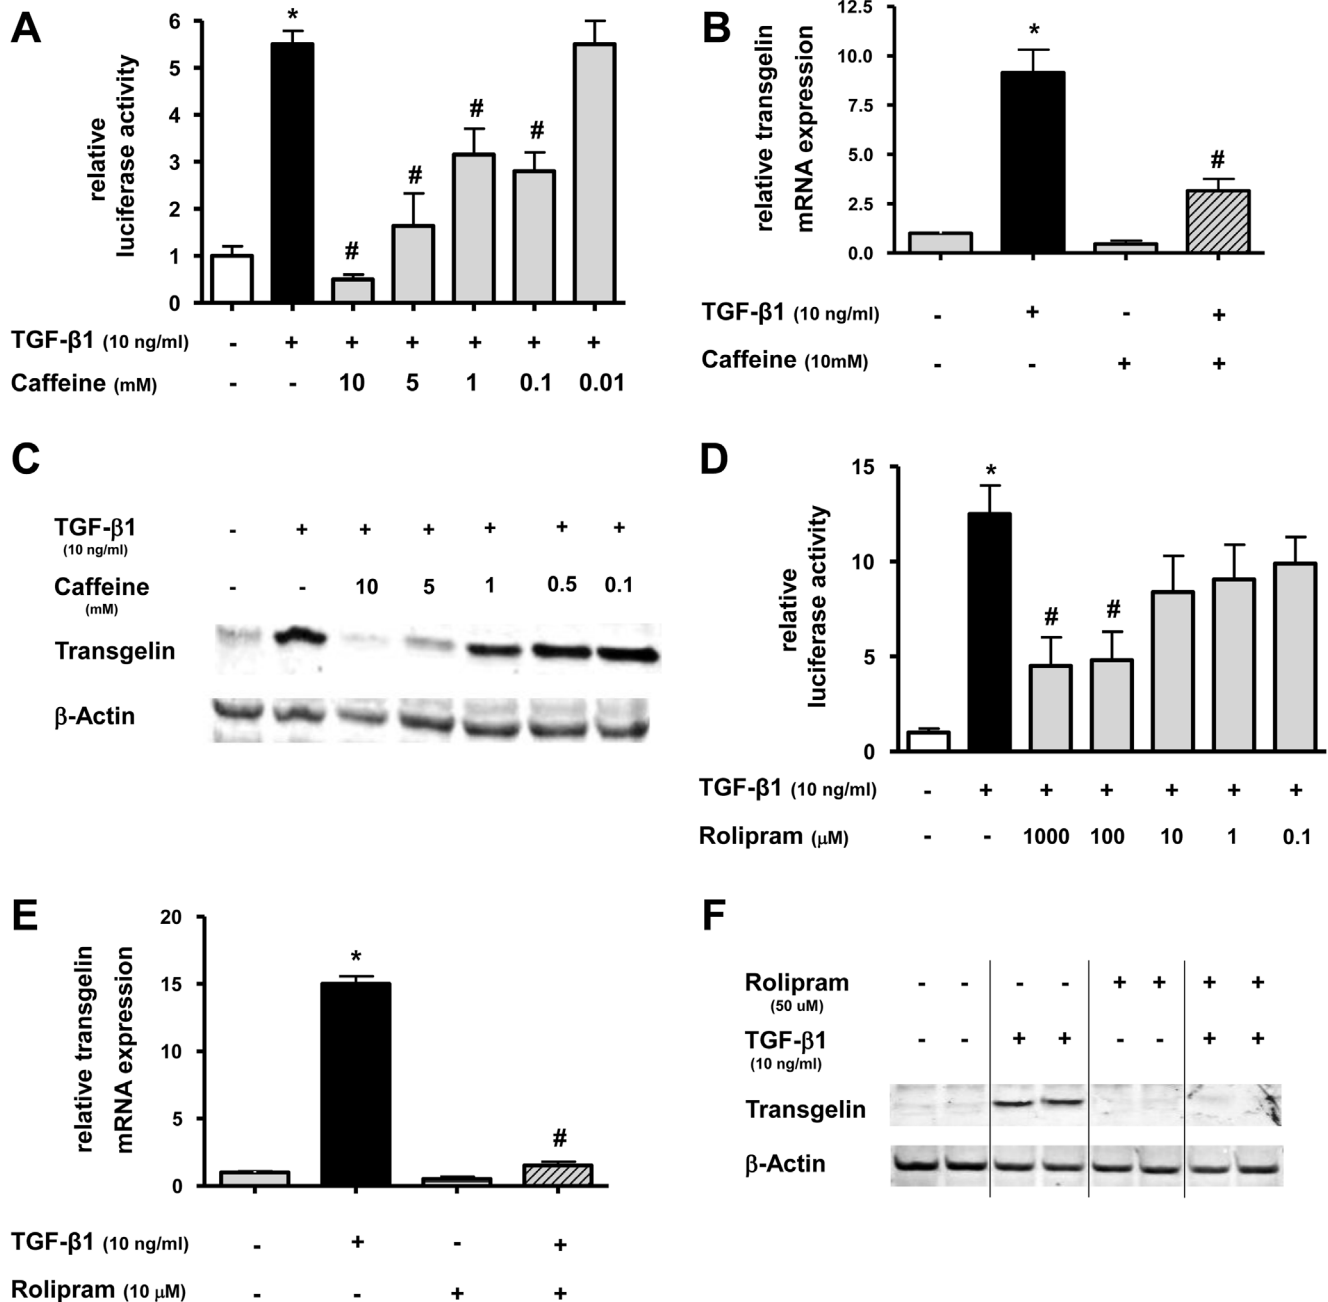 A
relative
luciferase activity
6
5
4
3
2
1
0
* # # # #
TGF-β1 (10 ng/ml) - + + + + + +
Caffeine (mM) - - 10 5 1 0.1 0.01
B
relative transgelin
mRNA expression
12.5
10.0
7.5
5.0
2.5
0.0
* #
TGF-β1 (10 ng/ml) - + - +
Caffeine (10mM) - - + +
C
TGF-β1 - + + + + + +
(10 ng/ml)
Caffeine - - 10 5 1 0.5 0.1
(mM)
Transgelin
β-Actin
D
relative
luciferase activity
15
10
5
0
* # #
TGF-β1 (10 ng/ml) - + + + + + +
Rolipram (μM) - - 1000 100 10 1 0.1
E
relative transgelin
mRNA expression
20
15
10
5
0
* #
TGF-β1 (10 ng/ml) - + - +
Rolipram (10 μM) - - + +
F
Rolipram - - - - + + + +
(50 uM)
TGF-β1 - - + + - - + +
(10 ng/ml)
Transgelin
β-Actin